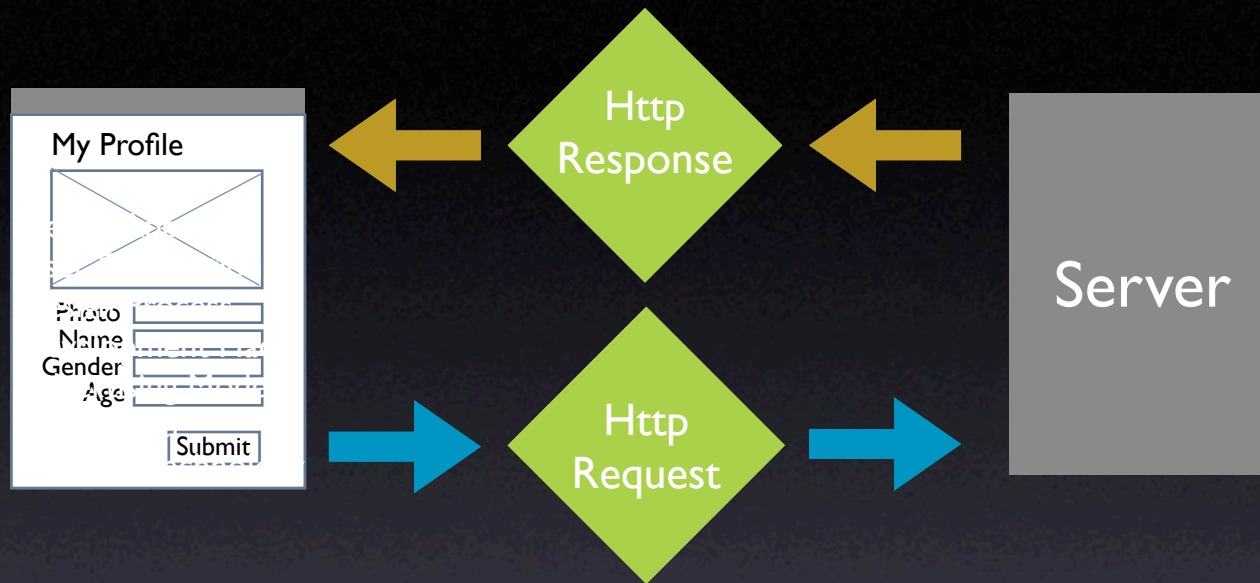 My Profile
Photo
Name
Gender
Age
Submit
Http
Response
Http
Request
Server